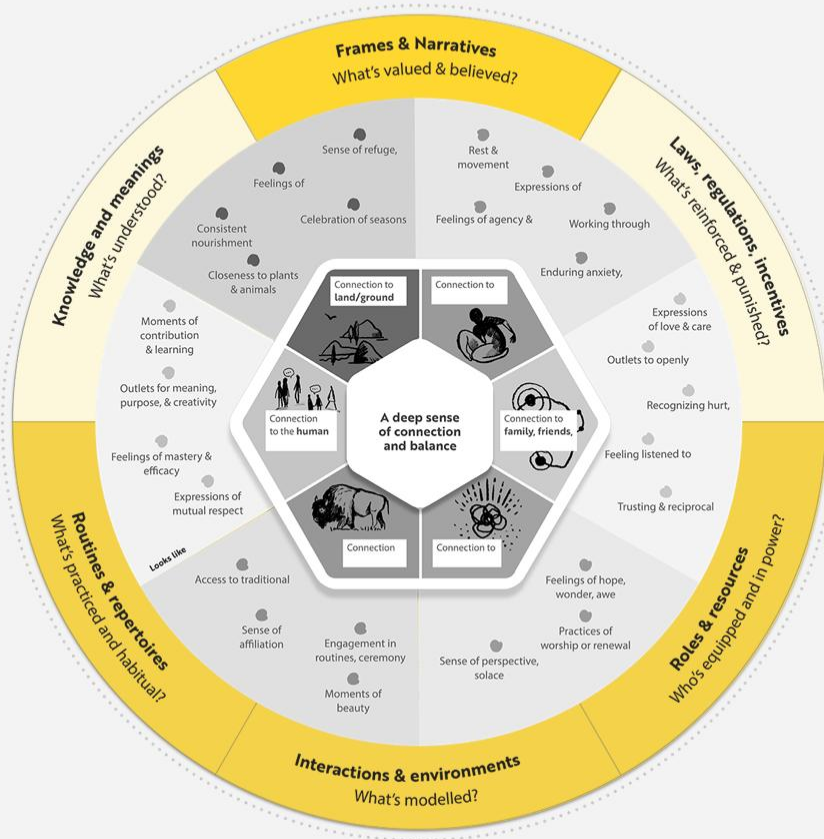 Frames & Narratives
What's valued & believed?
Laws, regulations, incentives
What's reinforced & punished?
Roles & resources
Who's equipped and in power?
Interactions & environments
What's modelled?
Routines & repertoires
What's practiced and habitual?
Knowledge and meanings
What's understood?
Sense of refuge,
Feelings of
Celebration of seasons
Consistent
nourishment
Closeness to plants
& animals
Rest &
movement
Expressions of
Feelings of agency &
Working through
Enduring anxiety,
Expressions
of love & care
Outlets to openly
Recognizing hurt,
Feeling listened to
Trusting & reciprocal
Feelings of hope,
wonder, awe
Practices of
worship or renewal
Sense of perspective,
solace
Access to traditional
Sense of
affiliation
Engagement in
routines, ceremony
Moments of
beauty
Looks like
Moments of
contribution
& learning
Outlets for meaning,
purpose, & creativity
Feelings of mastery &
efficacy
Expressions of
mutual respect
Connection to
land/ground
Connection to
Connection to
family, friends,
Connection to
Connection
Connection
to the human
A deep sense
of connection
and balance